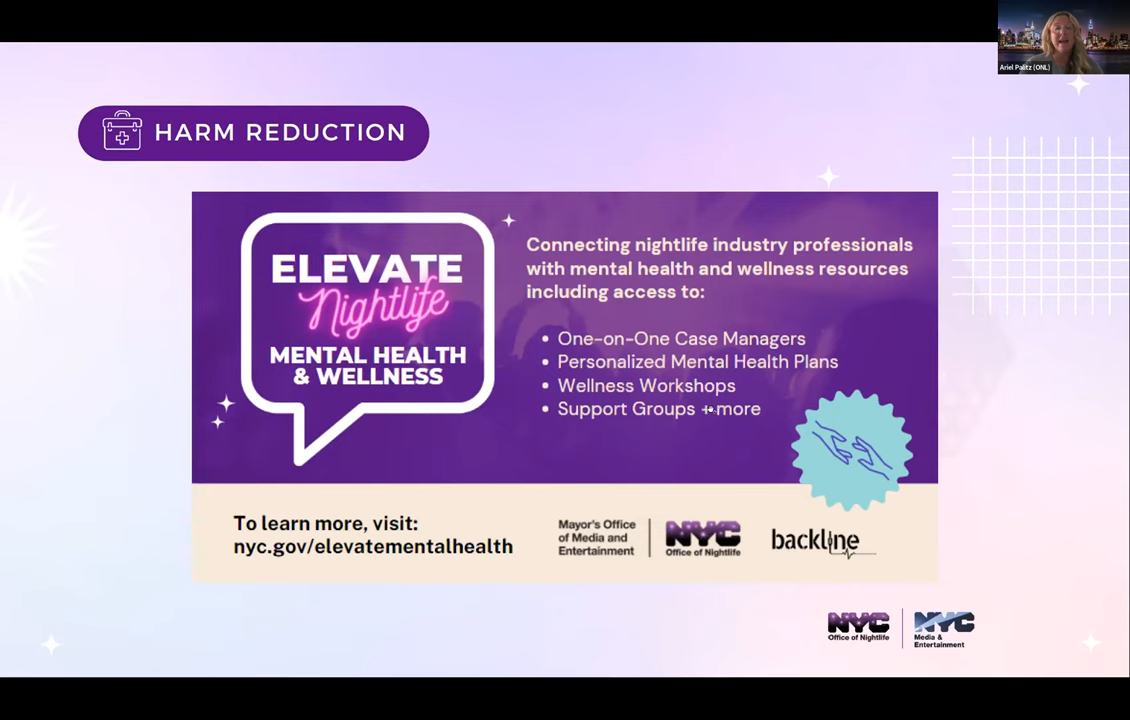 Ariel Palitz (ONL)
HARM REDUCTION
ELEVATE
Nightlife
MENTAL HEALTH
& WELLNESS
Connecting nightlife industry professionals
with mental health and wellness resources
including access to:
• One-on-One Case Managers
• Personalized Mental Health Plans
• Wellness Workshops
• Support Groups + more
To learn more, visit:
nyc.gov/elevatementalhealth
Mayor's Office
of Media and
Entertainment
NYC
Office of Nightlife
backline
NYC
Office of Nightlife
NYC
Media &
Entertainment